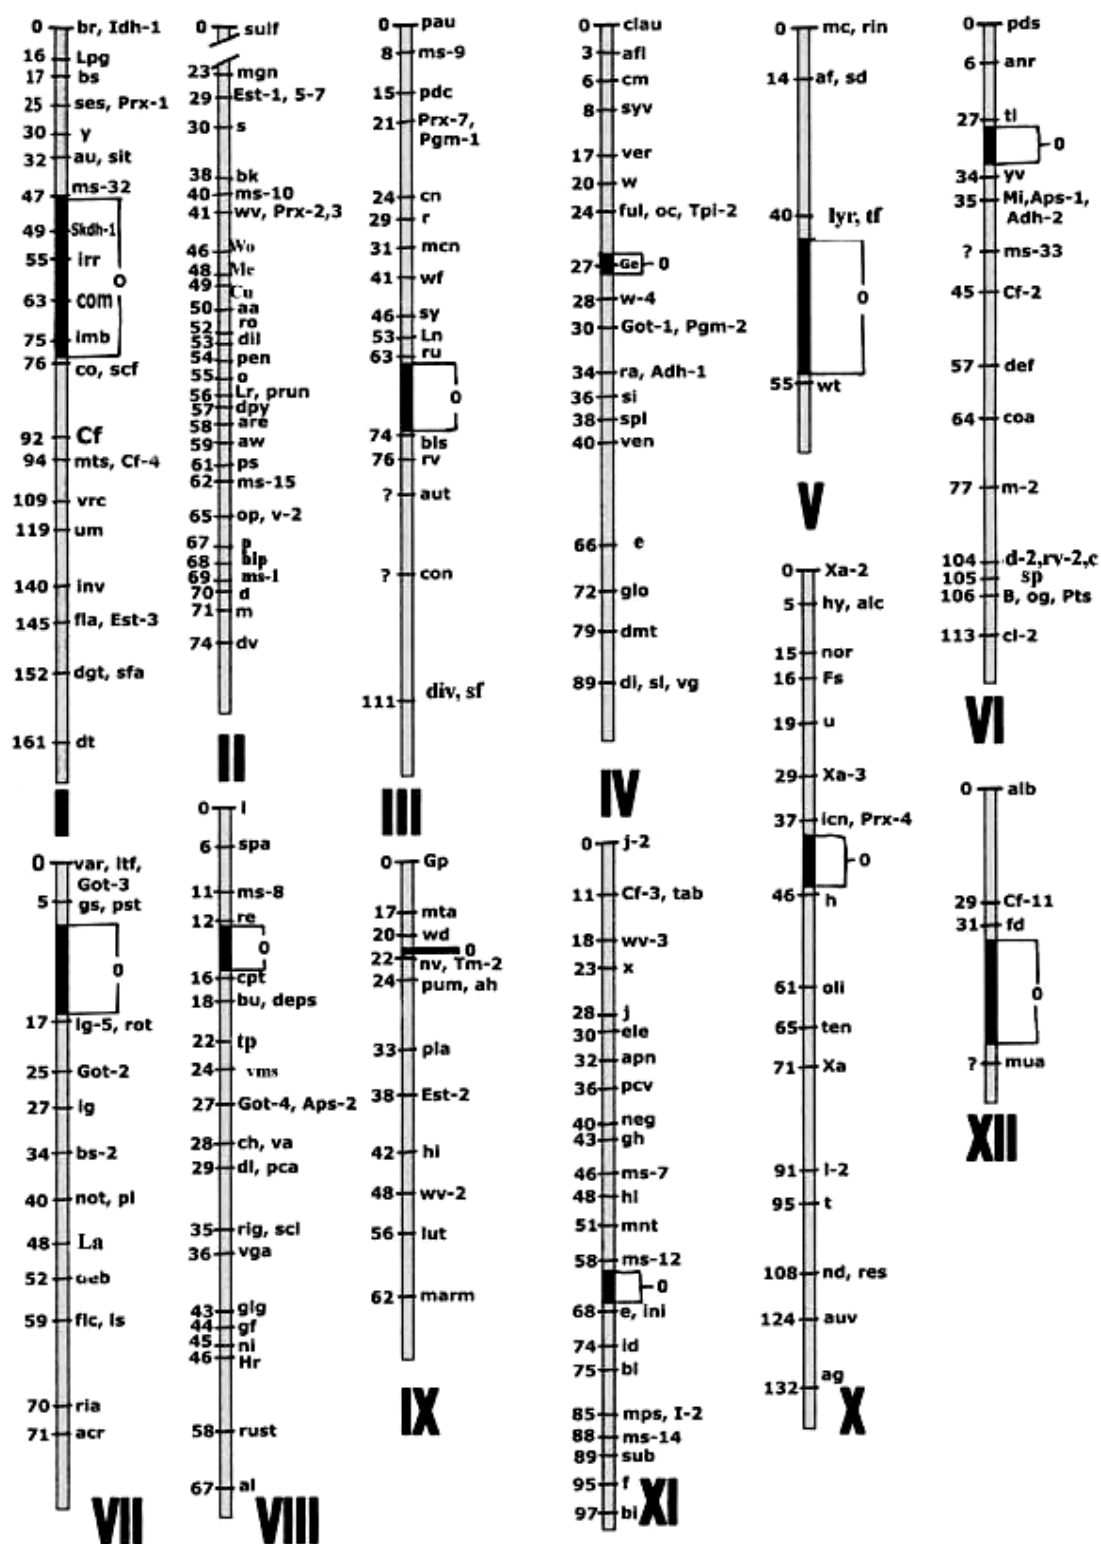 0 br, Idh-1
16 Lpg
17 bs
25 ses, Prx-1
30 y
32 au, sit
47 ms-32
49 Skdh-1
55 irr
0
63 com
75 imb
76 co, scf
92 Cf
94 mts, Cf-4
109 vrc
119 um
140 inv
145 fla, Est-3
152 dgt, sfa
161 dt
I
0 sulf
23 mgn
29 Est-1, 5-7
30 s
38 bk
40 ms-10
41 wv, Prx-2,3
46 Wo
48 Me
49 Cu
50 aa
52 ro
53 dil
54 pen
55 o
56 Lr, prun
57 dpy
58 are
59 aw
61 ps
62 ms-15
65 op, v-2
67 p
68 blp
69 ms-1
70 d
71 m
74 dv
II
0 pau
8 ms-9
15 pdc
21 Prx-7,
Pgm-1
24 cn
29 r
31 mcn
41 wf
46 sy
53 Ln
63 ru
0
74 bls
76 rv
? aut
? con
111 div, sf
III
0 clau
3 afl
6 cm
8 syv
17 ver
20 w
24 ful, oc, Tpi-2
27 Ge 0
28 w-4
30 Got-1, Pgm-2
34 ra, Adh-1
36 si
38 spl
40 ven
66 e
72 glo
79 dmt
89 di, sl, vg
IV
0 mc, rin
14 af, sd
40 lyr, tf
0
55 wt
V
0 pds
6 anr
27 tl
0
34 yv
35 Mi,Aps-1,
Adh-2
? ms-33
45 Cf-2
57 def
64 coa
77 m-2
104 d-2,rv-2,c
105 sp
106 B, og, Pts
113 cl-2
VI
0 var, ltf,
Got-3
5 gs, pst
0
17 lg-5, rot
25 Got-2
27 ig
34 bs-2
40 not, pl
48 La
52 deb
59 flc, ls
70 ria
71 acr
VII
0 l
6 spa
11 ms-8
12 re
0
16 cpt
18 bu, deps
22 tp
24 vms
27 Got-4, Aps-2
28 ch, va
29 dl, pca
35 rig, scl
36 vga
43 glg
44 gf
45 ni
46 Hr
58 rust
67 al
VIII
0 Gp
17 mta
20 wd
0
22 nv, Tm-2
24 pum, ah
33 pla
38 Est-2
42 hi
48 wv-2
56 lut
62 marm
IX
0 Xa-2
5 hy, alc
15 nor
16 Fs
19 u
29 Xa-3
37 icn, Prx-4
0
46 h
61 oli
65 ten
71 Xa
91 l-2
95 t
108 nd, res
124 auv
132 ag
X
0 j-2
11 Cf-3, tab
18 wv-3
23 x
28 j
30 ele
32 apn
36 pcv
40 neg
43 gh
46 ms-7
48 hl
51 mnt
58 ms-12
0
68 e, ini
74 id
75 bl
85 mps, I-2
88 ms-14
89 sub
95 f
97 bi
XI
0 alb
29 Cf-11
31 fd
0
? mua
XII